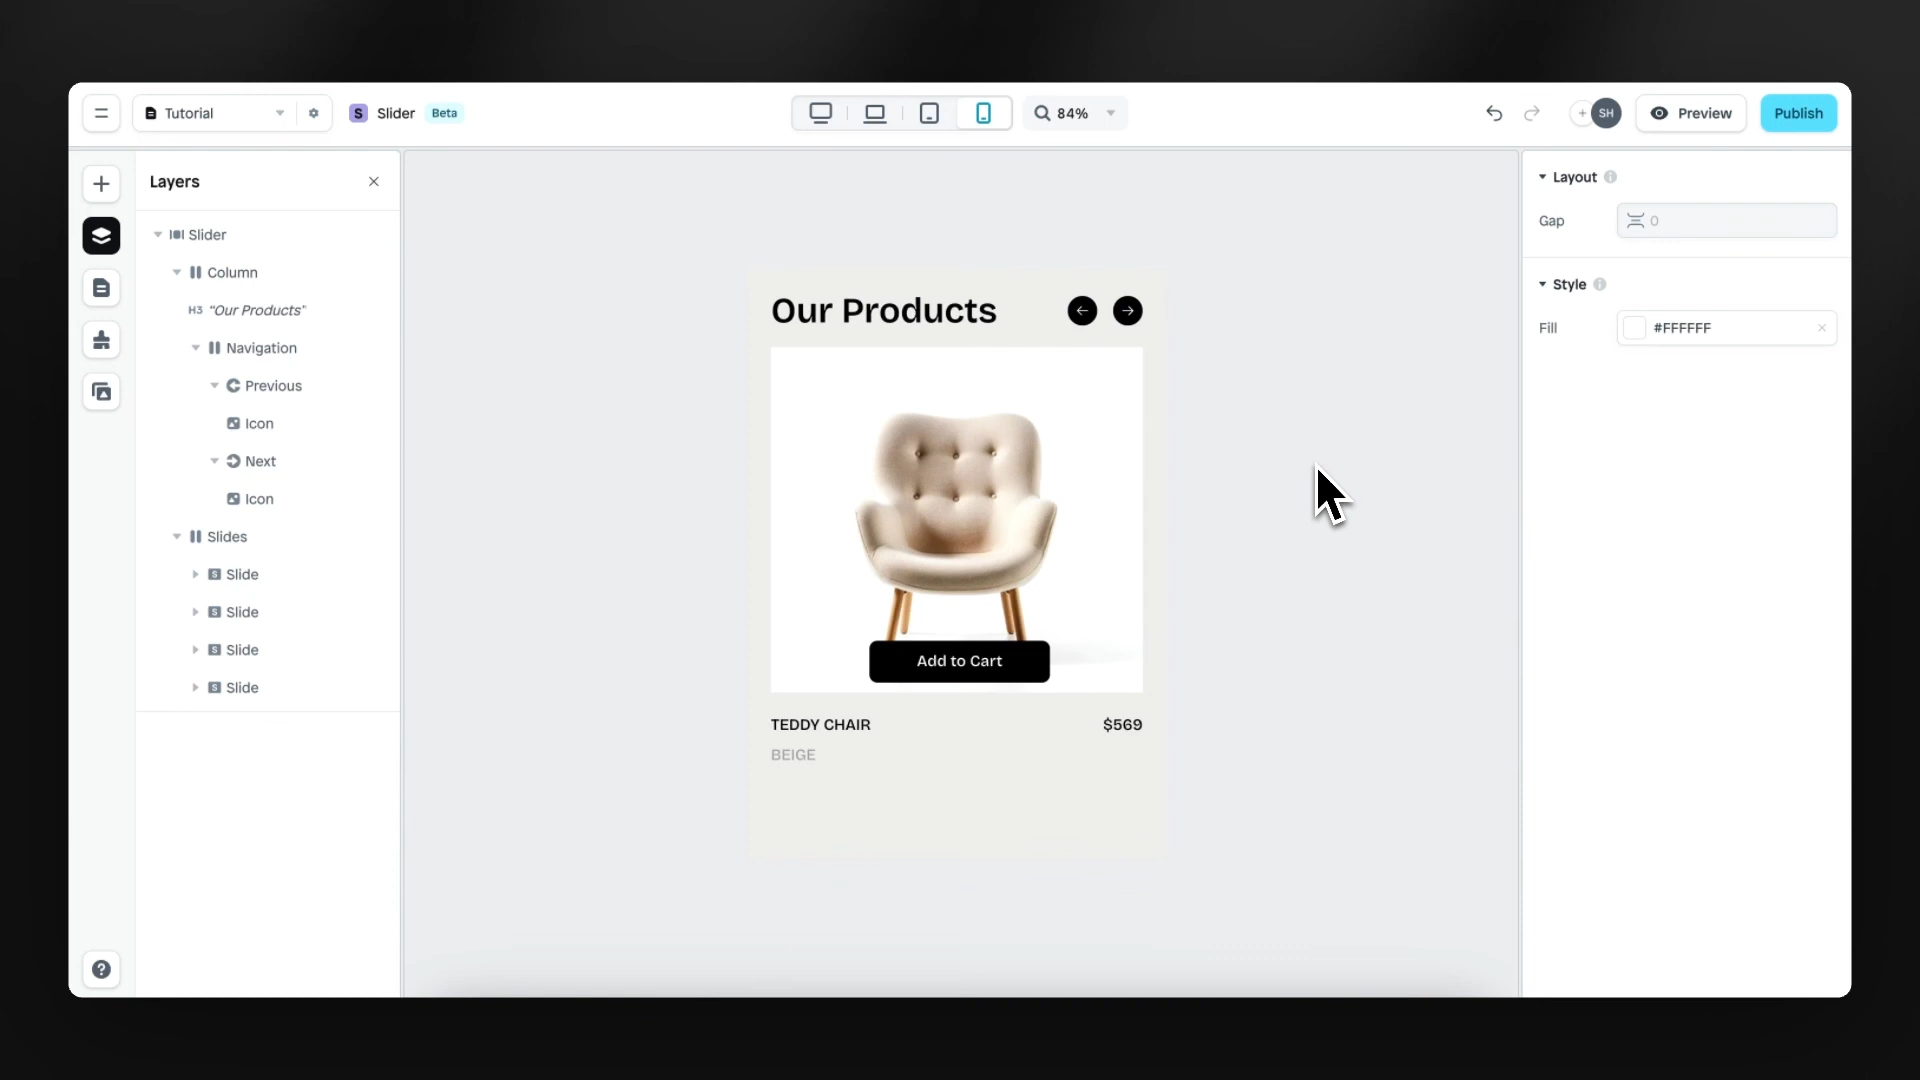 Tutorial
S Slider Beta
84%
SH
Preview
Publish
Layers
Slider
Column
H3 "Our Products"
Navigation
Previous
Icon
Next
Icon
Slides
S Slide
S Slide
S Slide
S Slide
Our Products
Add to Cart
TEDDY CHAIR $569
BEIGE
Layout
Gap 0
Style
Fill #FFFFFF